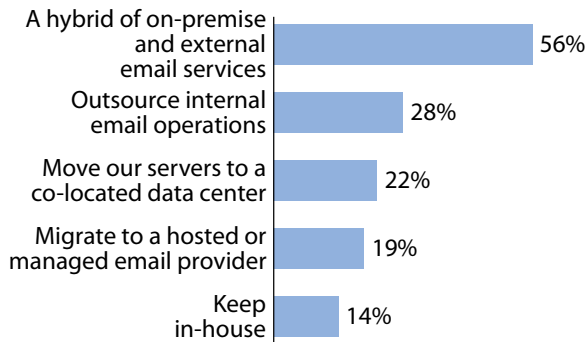 A hybrid of on-premise
and external
email services
56%
Outsource internal
email operations
28%
Move our servers to a
co-located data center
22%
Migrate to a hosted or
managed email provider
19%
Keep
in-house
14%